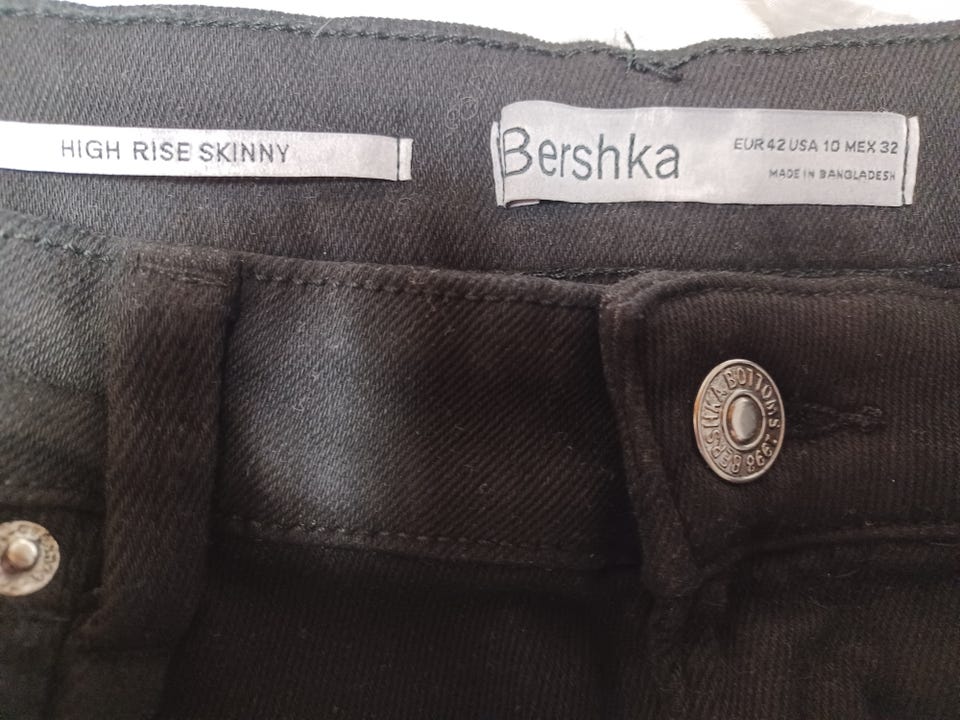 HIGH RISE SKINNY
Bershka
EUR 42 USA 10 MEX 32
MADE IN BANGLADESH
BERSHKA BOTTOMS. 1998